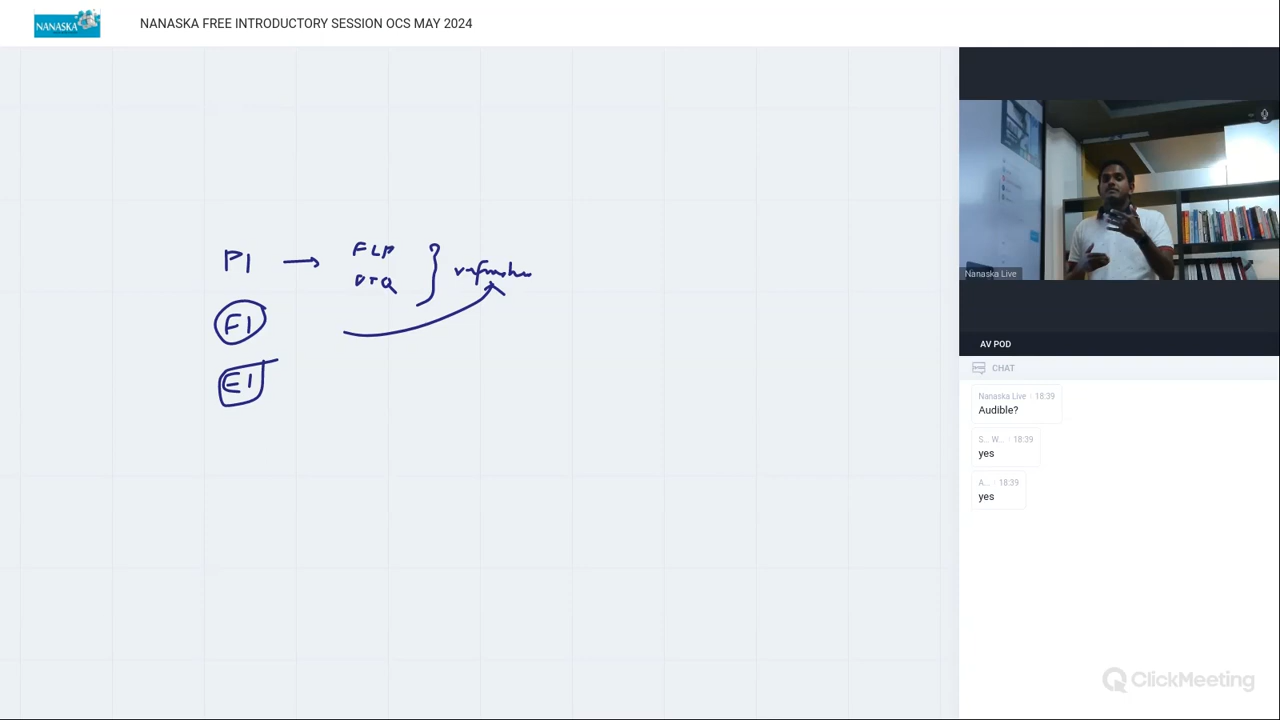 NANASKA
NANASKA FREE INTRODUCTORY SESSION OCS MAY 2024
P1 → FLP
PTQ
F1
E1
Nanaska Live
AV POD
CHAT
Nanaska Live 18:39
Audible?
S... W... 18:39
yes
A... 18:39
yes
ClickMeeting